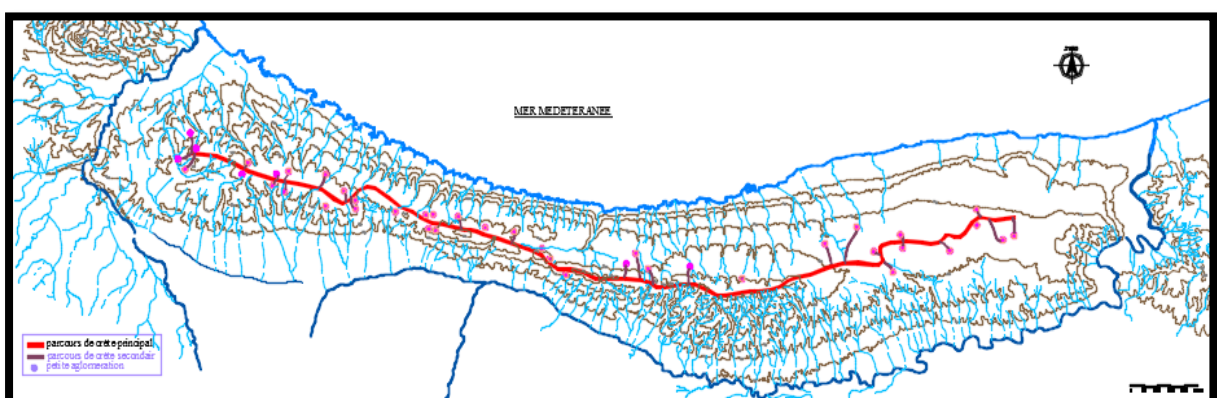 MER MEDETERANEE
parcours de crête principal
parcours de crête secondair
petite aglomeration